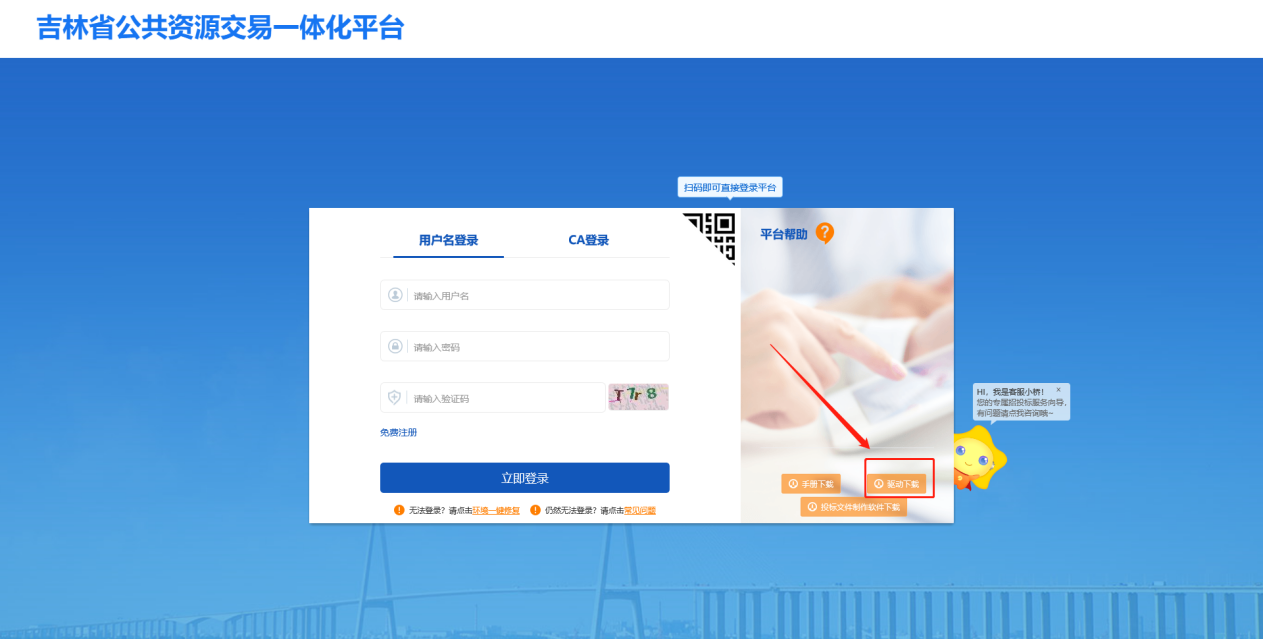 吉林省公共资源交易一体化平台
扫码即可直接登录平台
用户名登录
CA登录
请输入用户名
请输入密码
请输入验证码
T7r8
免费注册
立即登录
无法登录?请点击环境一键修复
仍然无法登录?请点击常见问题
平台帮助
手册下载
驱动下载
投标文件制作软件下载
HI,我是客服小桥!
您的专属招投标服务向导,
有问题请点我咨询哦~